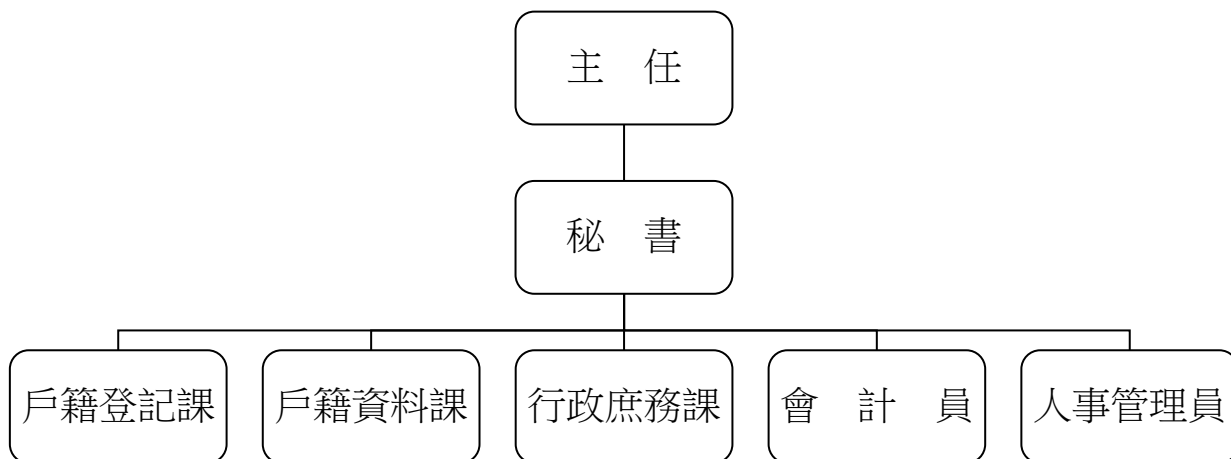 主　任
秘　書
戶籍登記課
戶籍資料課
行政庶務課
會　計　員
人事管理員